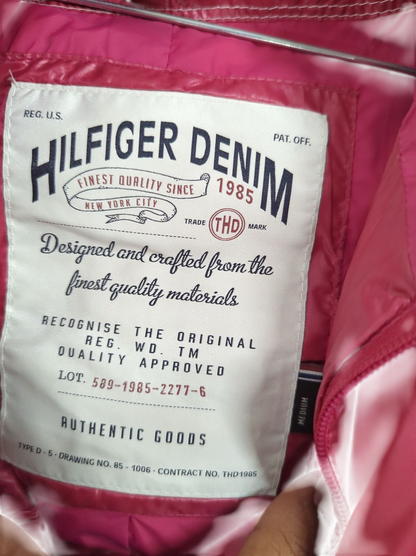 REG. U.S.
PAT. OFF.
HILFIGER DENIM
FINEST QUALITY SINCE 1985
NEW YORK CITY
TRADE THD MARK
Designed and crafted from the
finest quality materials
RECOGNISE THE ORIGINAL
REG. WD. TM
QUALITY APPROVED
LOT. 589-1985-2277-6
AUTHENTIC GOODS
TYPE D - 5 · DRAWING NO. 85 - 1006 · CONTRACT NO. THD1985
MEDIUM